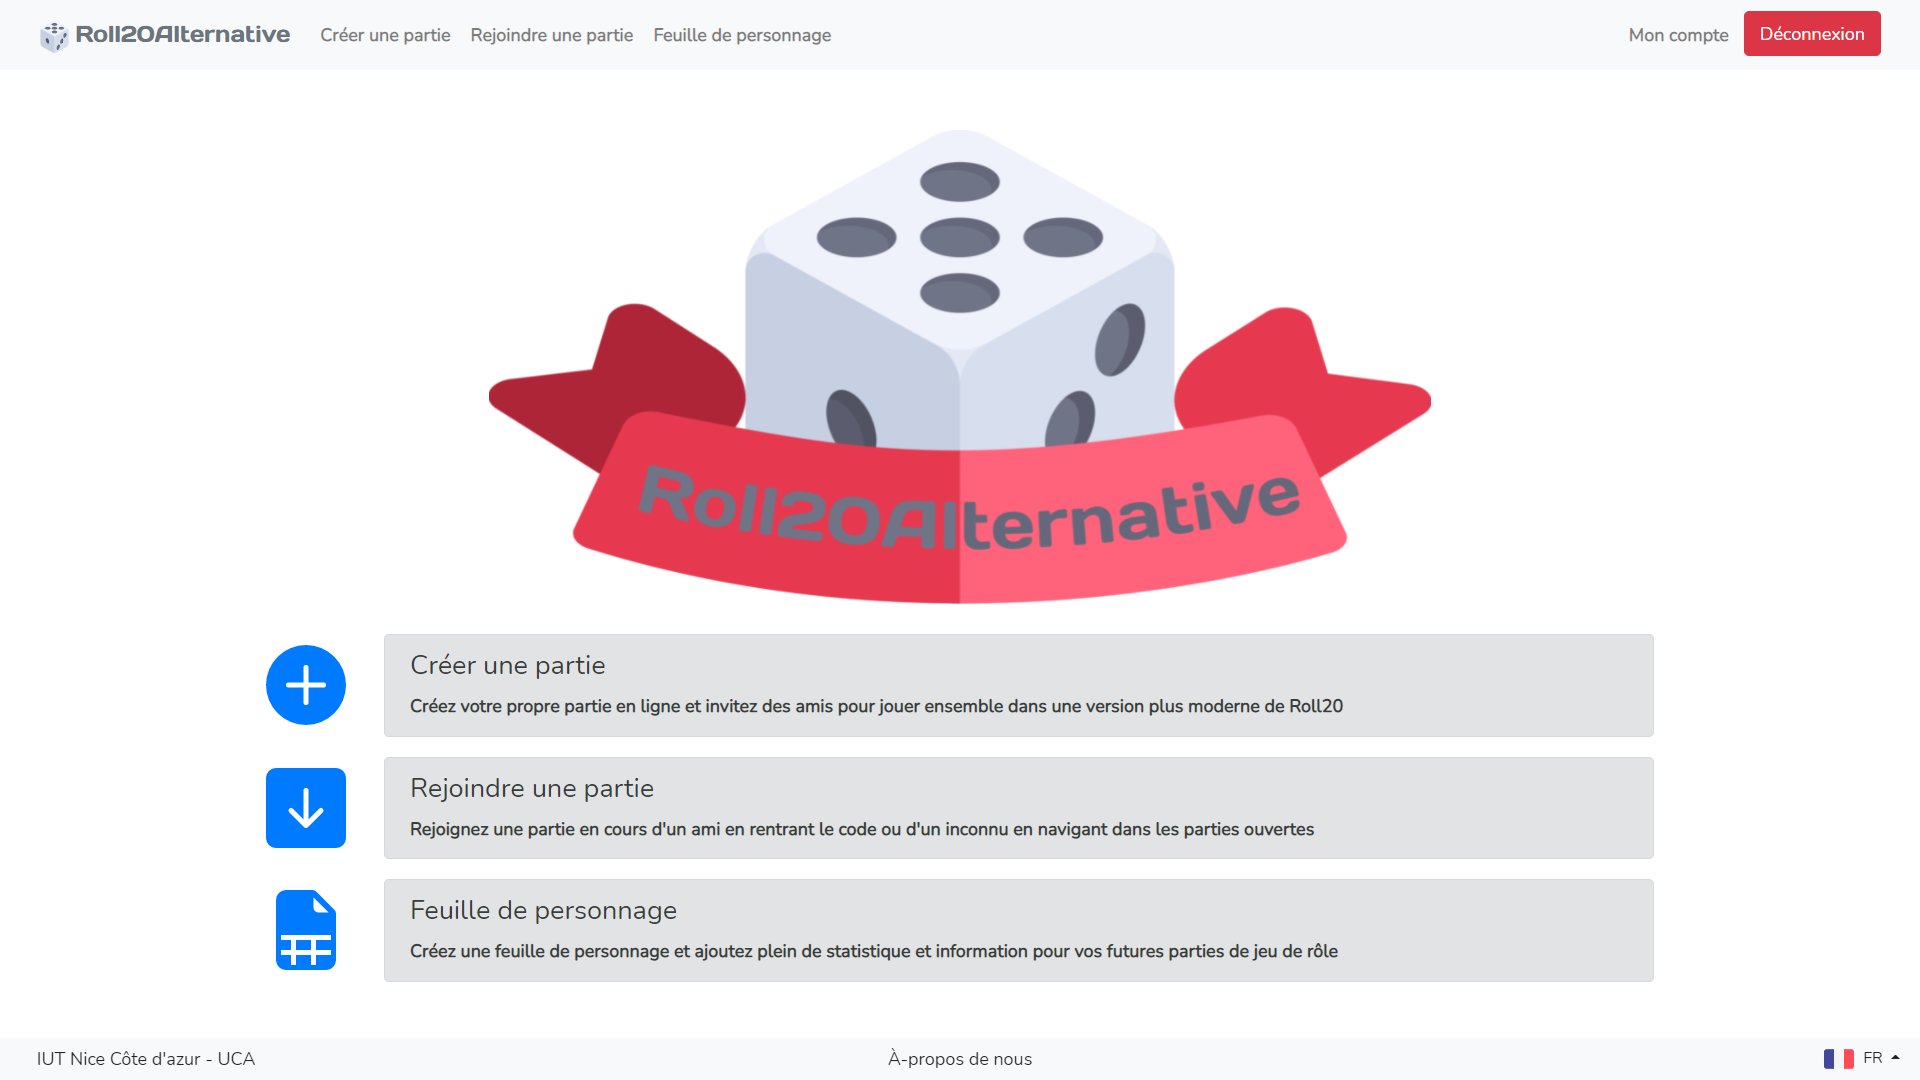 Roll20Alternative Créer une partie Rejoindre une partie Feuille de personnage Mon compte Déconnexion
Roll20Alternative
Créer une partie
Créez votre propre partie en ligne et invitez des amis pour jouer ensemble dans une version plus moderne de Roll20
Rejoindre une partie
Rejoignez une partie en cours d'un ami en rentrant le code ou d'un inconnu en navigant dans les parties ouvertes
Feuille de personnage
Créez une feuille de personnage et ajoutez plein de statistique et information pour vos futures parties de jeu de rôle
IUT Nice Côte d'azur - UCA À-propos de nous FR